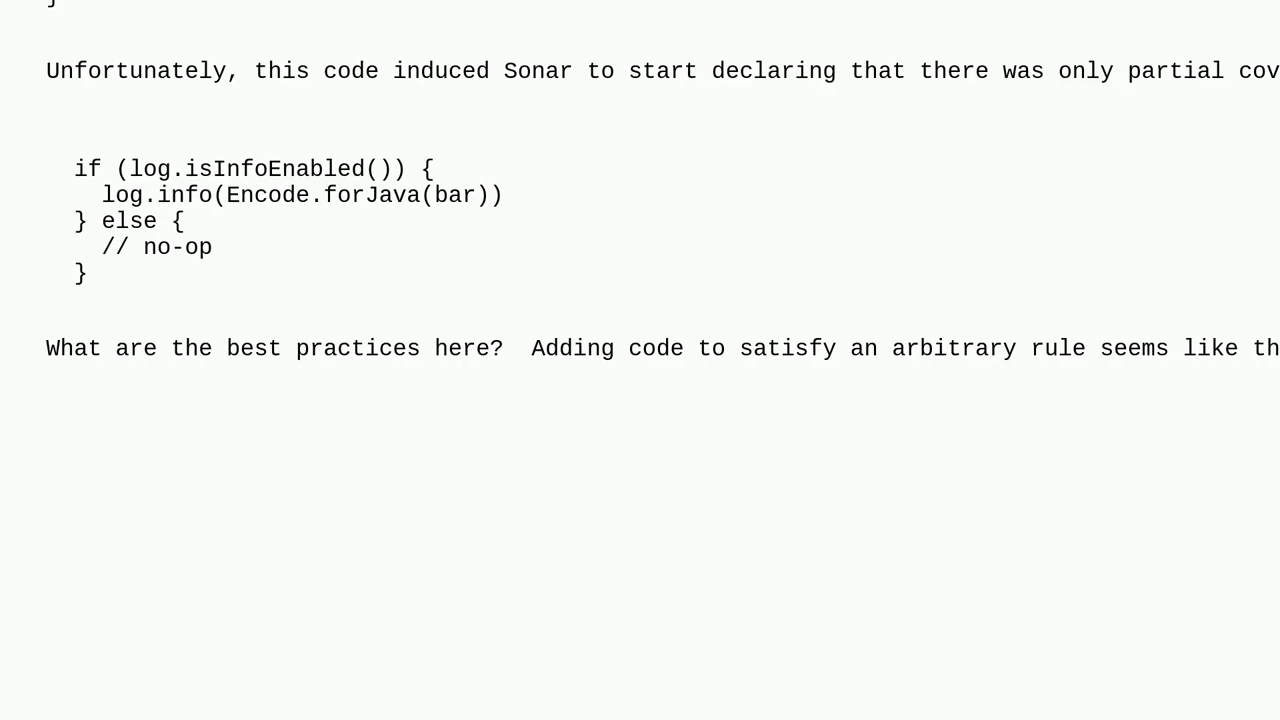 }
Unfortunately, this code induced Sonar to start declaring that there was only partial cov
if (log.isInfoEnabled()) {
log.info(Encode.forJava(bar))
} else {
// no-op
}
What are the best practices here?  Adding code to satisfy an arbitrary rule seems like th